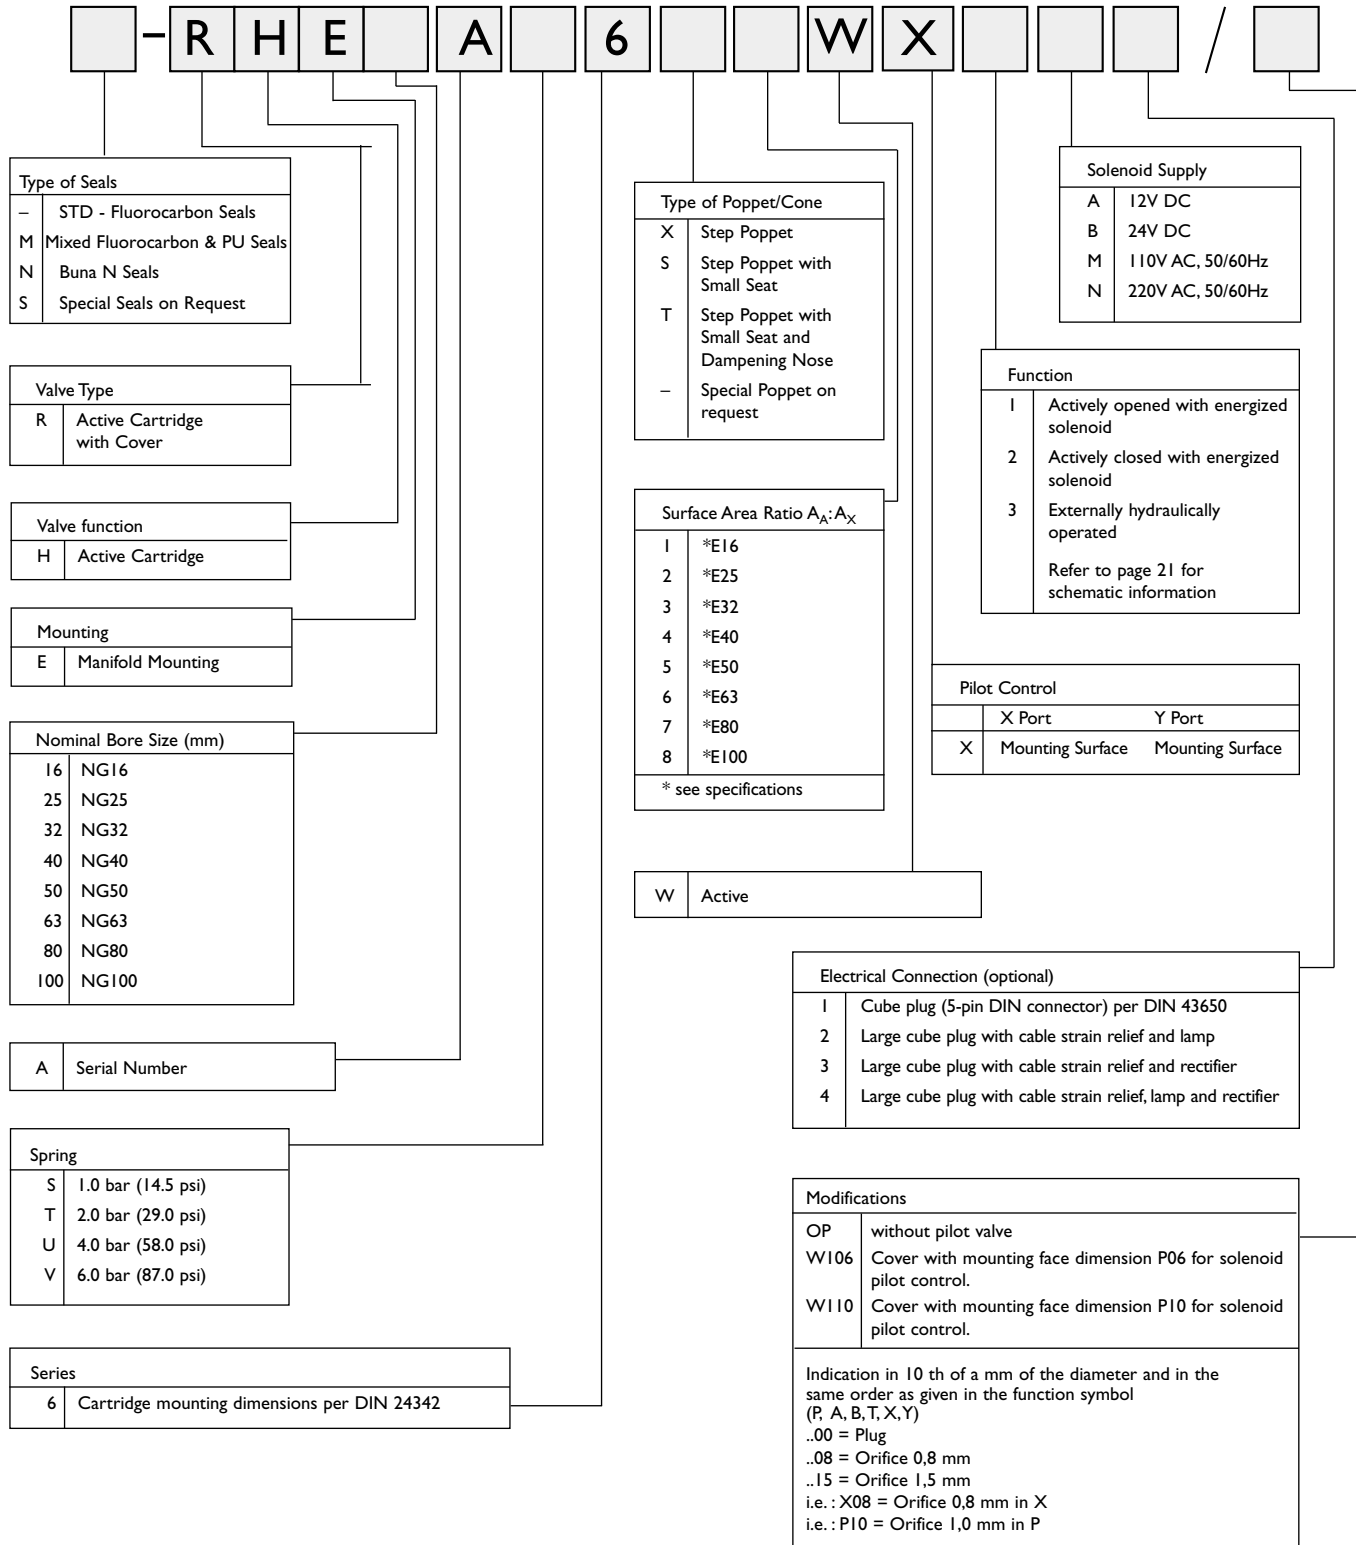 – R H E A 6 W X /
Type of Seals
– STD - Fluorocarbon Seals
M Mixed Fluorocarbon & PU Seals
N Buna N Seals
S Special Seals on Request
Valve Type
R Active Cartridge
with Cover
Valve function
H Active Cartridge
Mounting
E Manifold Mounting
Nominal Bore Size (mm)
16 NG16
25 NG25
32 NG32
40 NG40
50 NG50
63 NG63
80 NG80
100 NG100
A Serial Number
Spring
S 1.0 bar (14.5 psi)
T 2.0 bar (29.0 psi)
U 4.0 bar (58.0 psi)
V 6.0 bar (87.0 psi)
Series
6 Cartridge mounting dimensions per DIN 24342
Type of Poppet/Cone
X Step Poppet
S Step Poppet with
Small Seat
T Step Poppet with
Small Seat and
Dampening Nose
– Special Poppet on
request
Surface Area Ratio AA:AX
1 *E16
2 *E25
3 *E32
4 *E40
5 *E50
6 *E63
7 *E80
8 *E100
* see specifications
W Active
Solenoid Supply
A 12V DC
B 24V DC
M 110V AC, 50/60Hz
N 220V AC, 50/60Hz
Function
1 Actively opened with energized
solenoid
2 Actively closed with energized
solenoid
3 Externally hydraulically
operated
Refer to page 21 for
schematic information
Pilot Control
X Port Y Port
X Mounting Surface Mounting Surface
Electrical Connection (optional)
1 Cube plug (5-pin DIN connector) per DIN 43650
2 Large cube plug with cable strain relief and lamp
3 Large cube plug with cable strain relief and rectifier
4 Large cube plug with cable strain relief, lamp and rectifier
Modifications
OP without pilot valve
W106 Cover with mounting face dimension P06 for solenoid
pilot control.
W110 Cover with mounting face dimension P10 for solenoid
pilot control.
Indication in 10 th of a mm of the diameter and in the
same order as given in the function symbol
(P, A, B, T, X, Y)
..00 = Plug
..08 = Orifice 0,8 mm
..15 = Orifice 1,5 mm
i.e. : X08 = Orifice 0,8 mm in X
i.e. : P10 = Orifice 1,0 mm in P